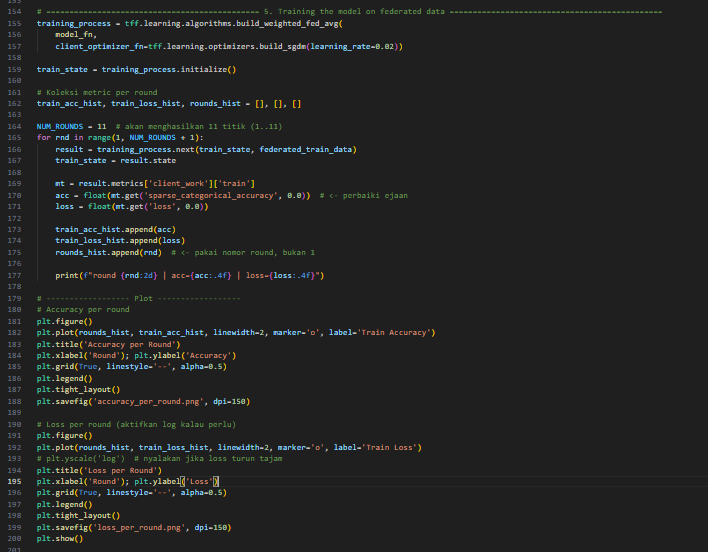 154 # ============================================= 5. Training the model on federated data =============================================
155 training_process = tff.learning.algorithms.build_weighted_fed_avg(
156     model_fn,
157     client_optimizer_fn=tff.learning.optimizers.build_sgdm(learning_rate=0.02))
158
159 train_state = training_process.initialize()
160
161 # Koleksi metric per round
162 train_acc_hist, train_loss_hist, rounds_hist = [], [], []
163
164 NUM_ROUNDS = 11  # akan menghasilkan 11 titik (1..11)
165 for rnd in range(1, NUM_ROUNDS + 1):
166     result = training_process.next(train_state, federated_train_data)
167     train_state = result.state
168
169     mt = result.metrics['client_work']['train']
170     acc = float(mt.get('sparse_categorical_accuracy', 0.0))  # <- perbaiki ejaan
171     loss = float(mt.get('loss', 0.0))
172
173     train_acc_hist.append(acc)
174     train_loss_hist.append(loss)
175     rounds_hist.append(rnd)  # <- pakai nomor round, bukan 1
176
177     print(f"round {rnd:2d} | acc={acc:.4f} | loss={loss:.4f}")
178
179 # ------------------ Plot ------------------
180 # Accuracy per round
181 plt.figure()
182 plt.plot(rounds_hist, train_acc_hist, linewidth=2, marker='o', label='Train Accuracy')
183 plt.title('Accuracy per Round')
184 plt.xlabel('Round'); plt.ylabel('Accuracy')
185 plt.grid(True, linestyle='--', alpha=0.5)
186 plt.legend()
187 plt.tight_layout()
188 plt.savefig('accuracy_per_round.png', dpi=150)
189
190 # Loss per round (aktifkan log kalau perlu)
191 plt.figure()
192 plt.plot(rounds_hist, train_loss_hist, linewidth=2, marker='o', label='Train Loss')
193 # plt.yscale('log')  # nyalakan jika loss turun tajam
194 plt.title('Loss per Round')
195 plt.xlabel('Round'); plt.ylabel('Loss')
196 plt.grid(True, linestyle='--', alpha=0.5)
197 plt.legend()
198 plt.tight_layout()
199 plt.savefig('loss_per_round.png', dpi=150)
200 plt.show()
201